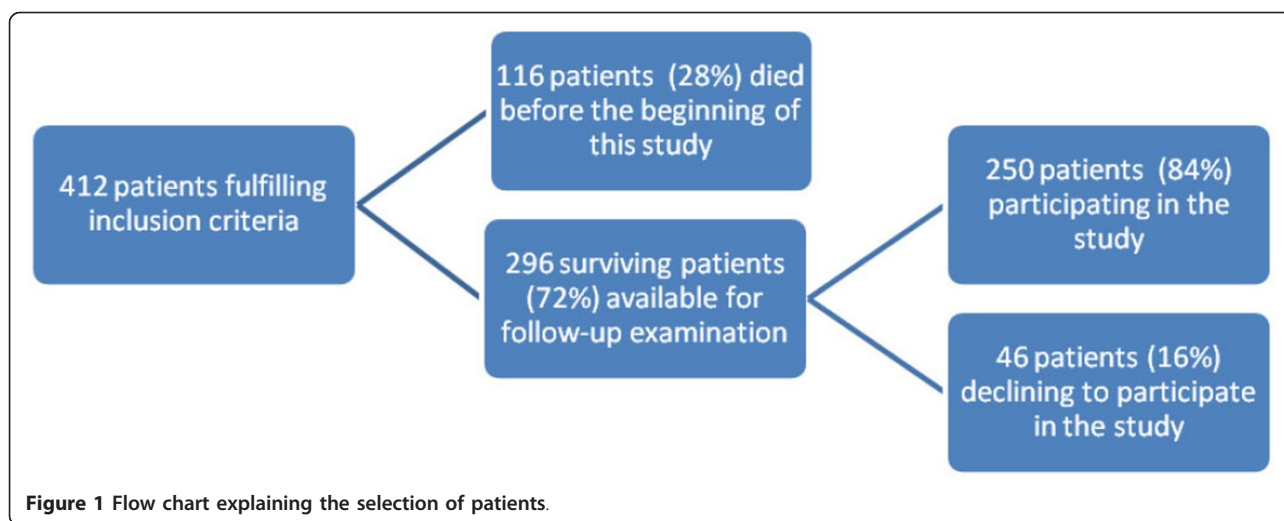 412 patients fulfilling
inclusion criteria
116 patients (28%) died
before the beginning of
this study
296 surviving patients
(72%) available for
follow-up examination
250 patients (84%)
participating in the
study
46 patients (16%)
declining to participate
in the study
Figure 1 Flow chart explaining the selection of patients.